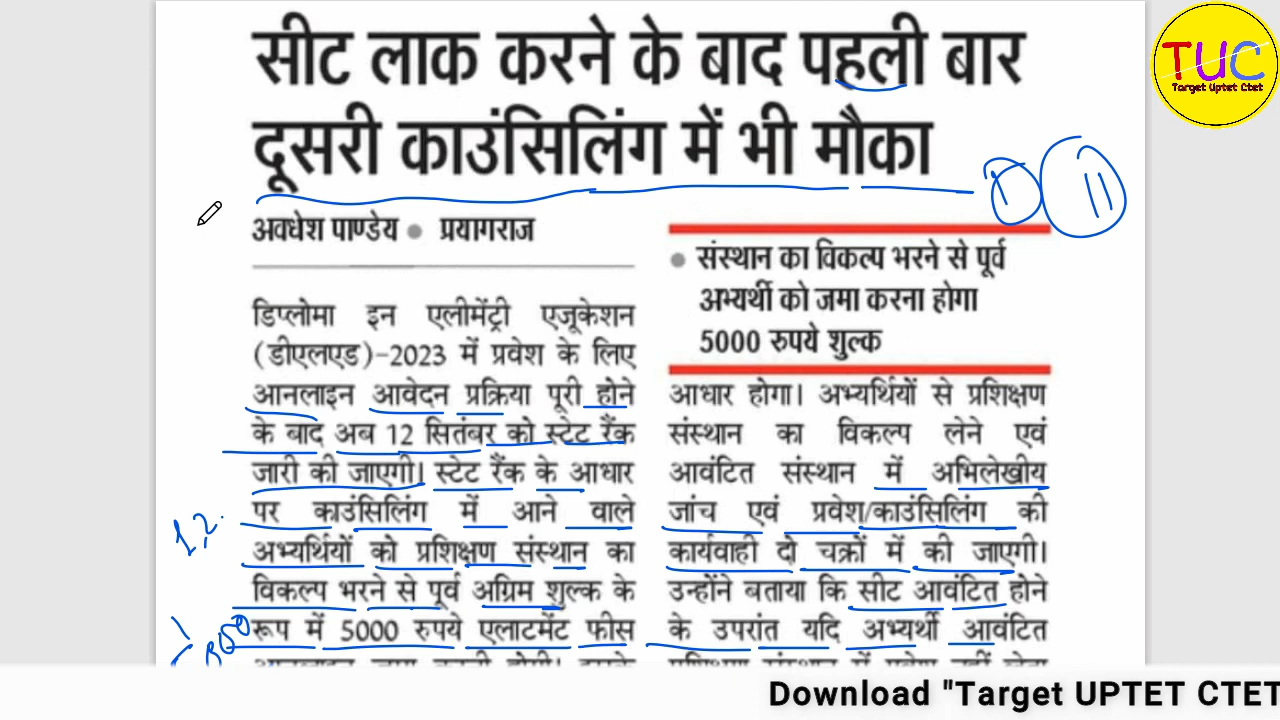 सीट लाक करने के बाद पहली बार
दूसरी काउंसिलिंग में भी मौका
TUC
Target Uptet Ctet
I II
अवधेश पाण्डेय ● प्रयागराज
डिप्लोमा इन एलीमेंट्री एजूकेशन
(डीएलएड)-2023 में प्रवेश के लिए
आनलाइन आवेदन प्रक्रिया पूरी होने
के बाद अब 12 सितंबर को स्टेट रैंक
जारी की जाएगी। स्टेट रैंक के आधार
पर काउंसिलिंग में आने वाले
अभ्यर्थियों को प्रशिक्षण संस्थान का
विकल्प भरने से पूर्व अग्रिम शुल्क के
रूप में 5000 रुपये एलाटमेंट फीस
1,2.
● संस्थान का विकल्प भरने से पूर्व
अभ्यर्थी को जमा करना होगा
5000 रुपये शुल्क
आधार होगा। अभ्यर्थियों से प्रशिक्षण
संस्थान का विकल्प लेने एवं
आवंटित संस्थान में अभिलेखीय
जांच एवं प्रवेश/काउंसिलिंग की
कार्यवाही दो चक्रों में की जाएगी।
उन्होंने बताया कि सीट आवंटित होने
के उपरांत यदि अभ्यर्थी आवंटित
Download "Target UPTET CTET